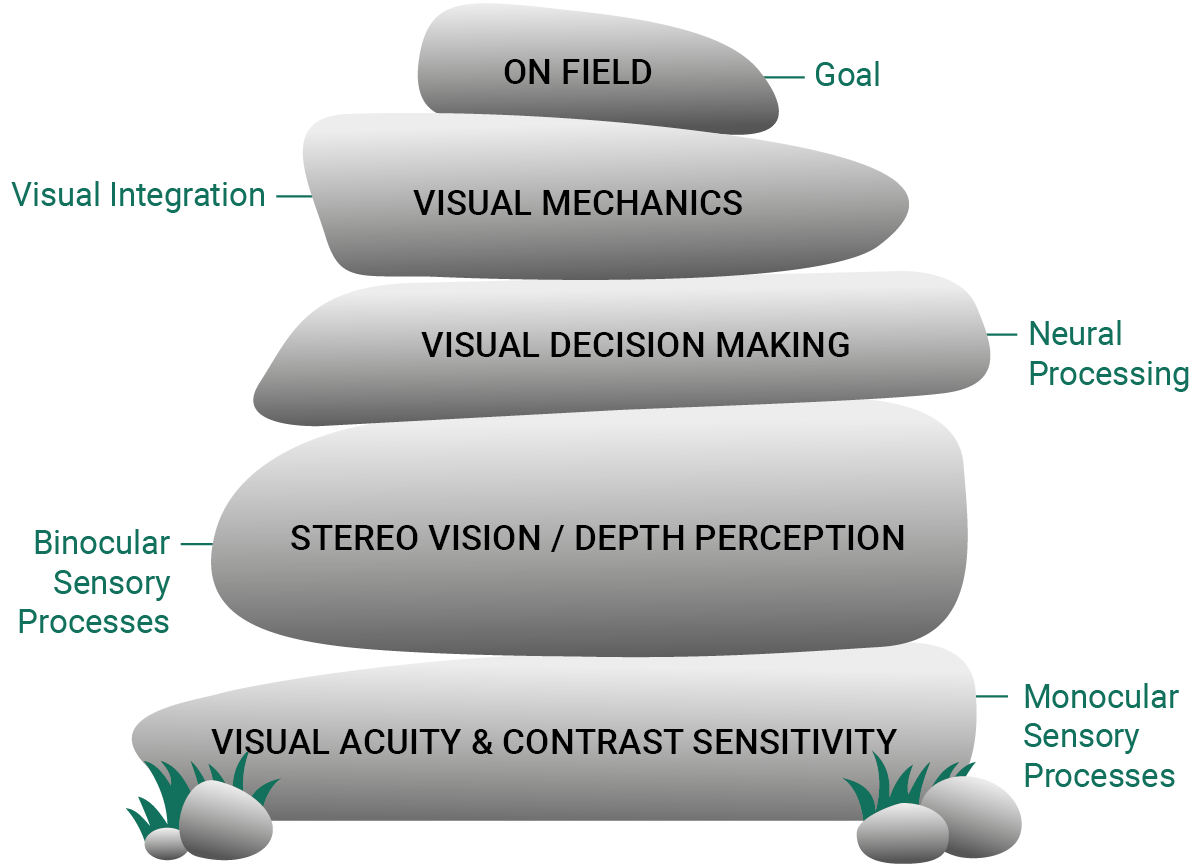 ON FIELD
Goal
Visual Integration
VISUAL MECHANICS
VISUAL DECISION MAKING
Neural
Processing
Binocular
Sensory
Processes
STEREO VISION / DEPTH PERCEPTION
VISUAL ACUITY & CONTRAST SENSITIVITY
Monocular
Sensory
Processes